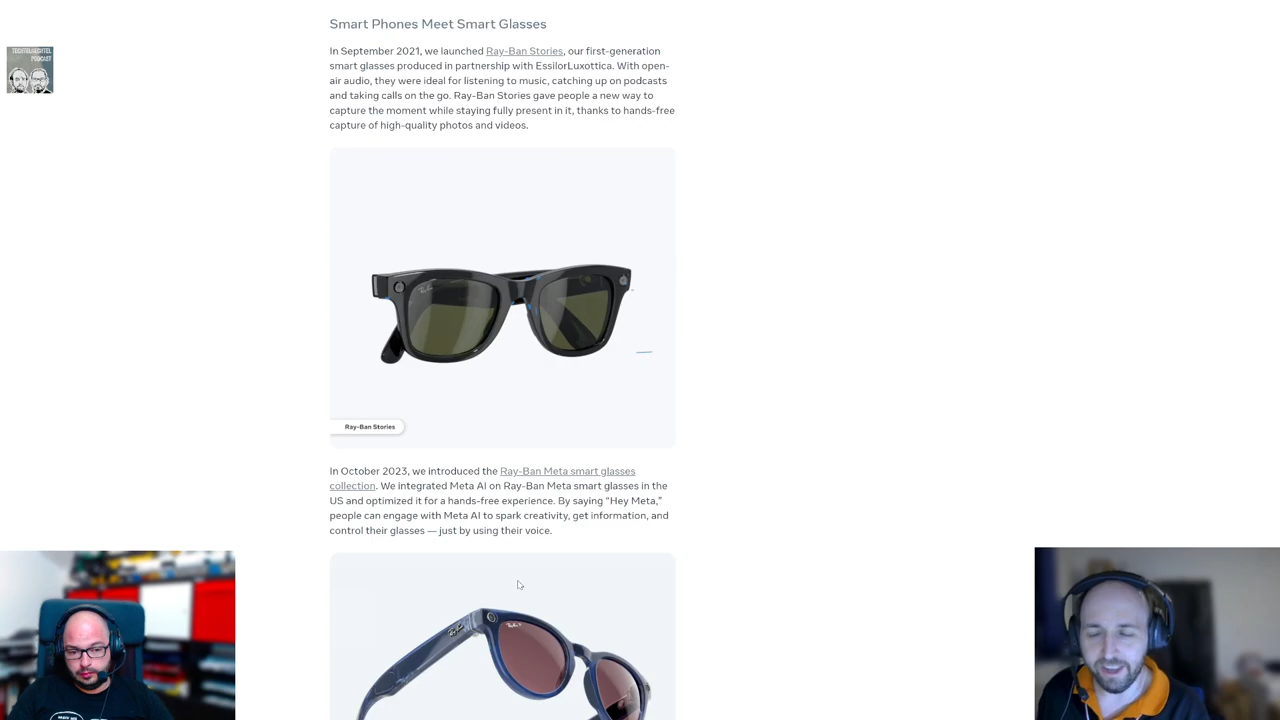 Smart Phones Meet Smart Glasses
TECHTELMECHTEL
PODCAST
In September 2021, we launched Ray-Ban Stories, our first-generation
smart glasses produced in partnership with EssilorLuxottica. With open-
air audio, they were ideal for listening to music, catching up on podcasts
and taking calls on the go. Ray-Ban Stories gave people a new way to
capture the moment while staying fully present in it, thanks to hands-free
capture of high-quality photos and videos.
Ray-Ban Stories
In October 2023, we introduced the Ray-Ban Meta smart glasses
collection. We integrated Meta AI on Ray-Ban Meta smart glasses in the
US and optimized it for a hands-free experience. By saying “Hey Meta,”
people can engage with Meta AI to spark creativity, get information, and
control their glasses — just by using their voice.